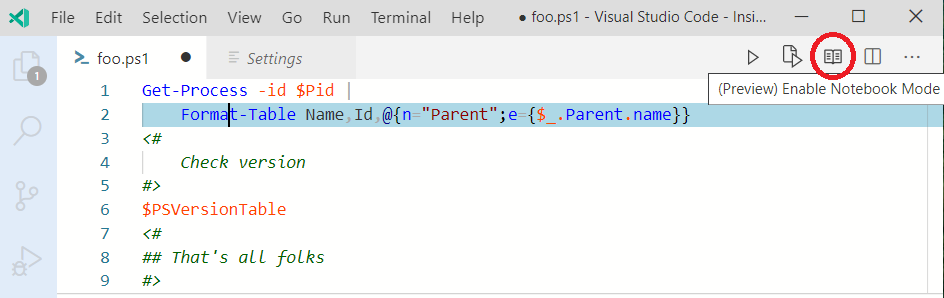 File Edit Selection View Go Run Terminal Help ● foo.ps1 - Visual Studio Code - Insi...
foo.ps1 ● Settings ...
(Preview) Enable Notebook Mode
1
1 Get-Process -id $Pid |
2 Format-Table Name,Id,@{n="Parent";e={$_.Parent.name}}
3 <#
4 Check version
5 #>
6 $PSVersionTable
7 <#
8 ## That's all folks
9 #>